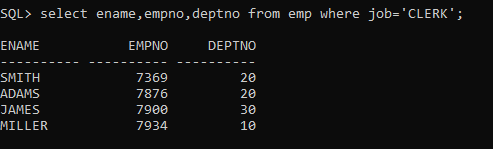 SQL> select ename,empno,deptno from emp where job='CLERK';
ENAME           EMPNO     DEPTNO
---------- ---------- ----------
SMITH            7369         20
ADAMS            7876         20
JAMES            7900         30
MILLER           7934         10